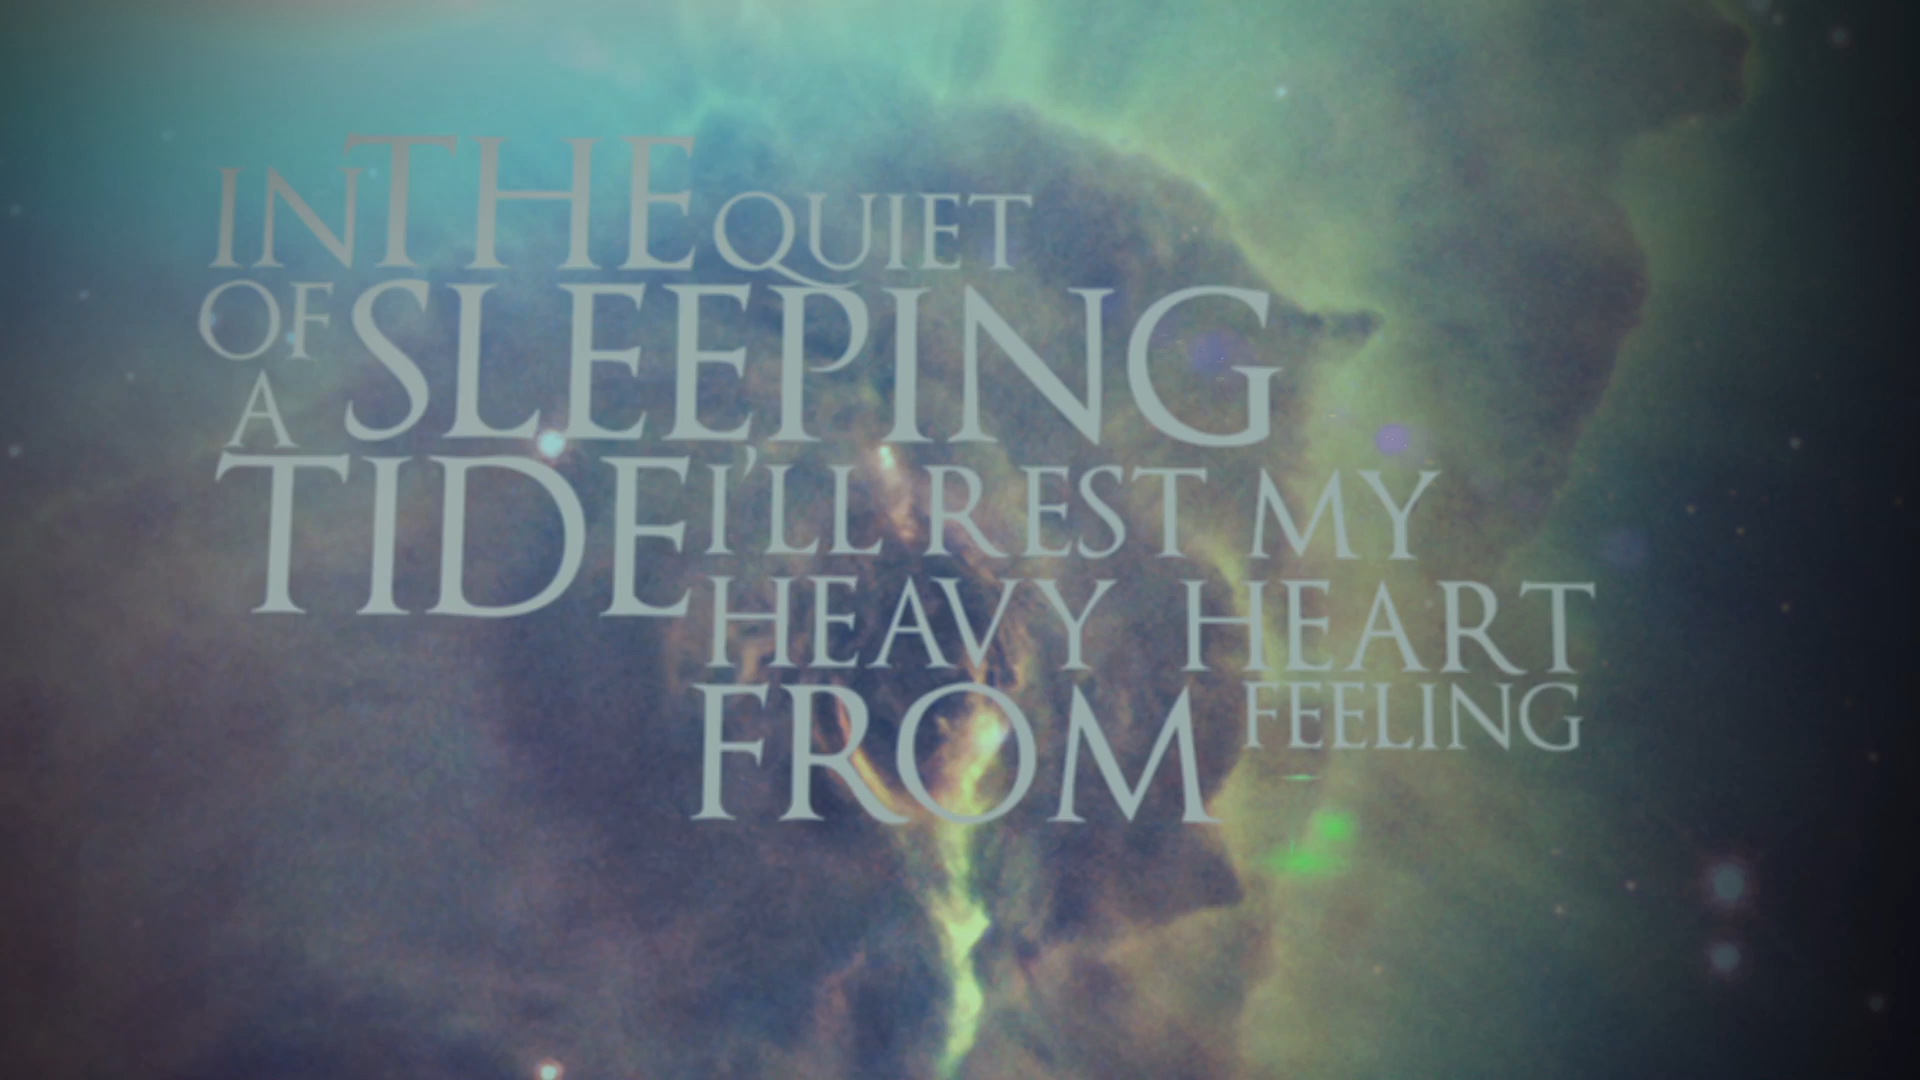 IN THE QUIET
OF SLEEPING
A
TIDE I'LL REST MY
HEAVY HEART
FROM FEELING